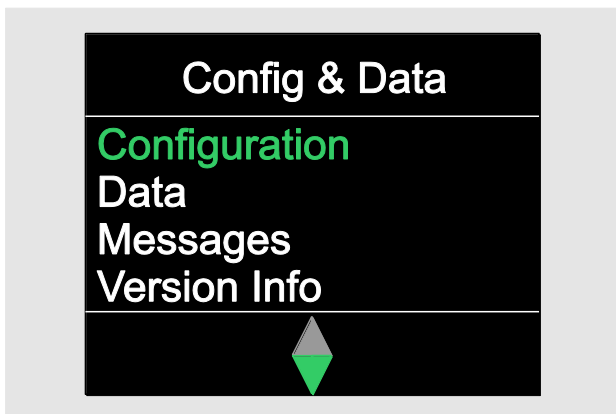 Config & Data
Configuration
Data
Messages
Version Info